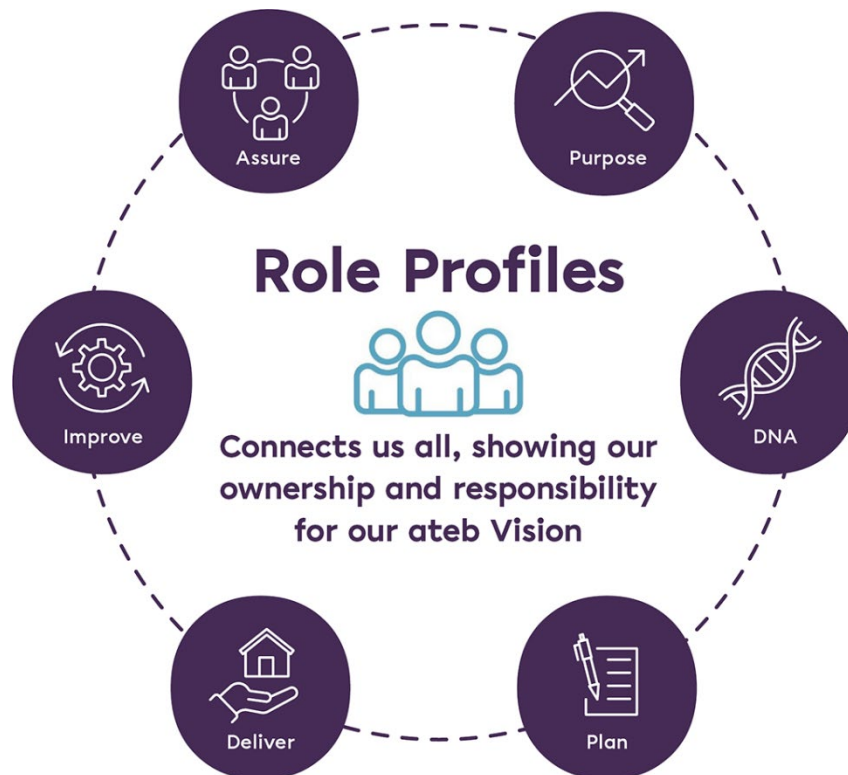 Assure
Purpose
Role Profiles
Improve
DNA
Connects us all, showing our
ownership and responsibility
for our ateb Vision
Deliver
Plan